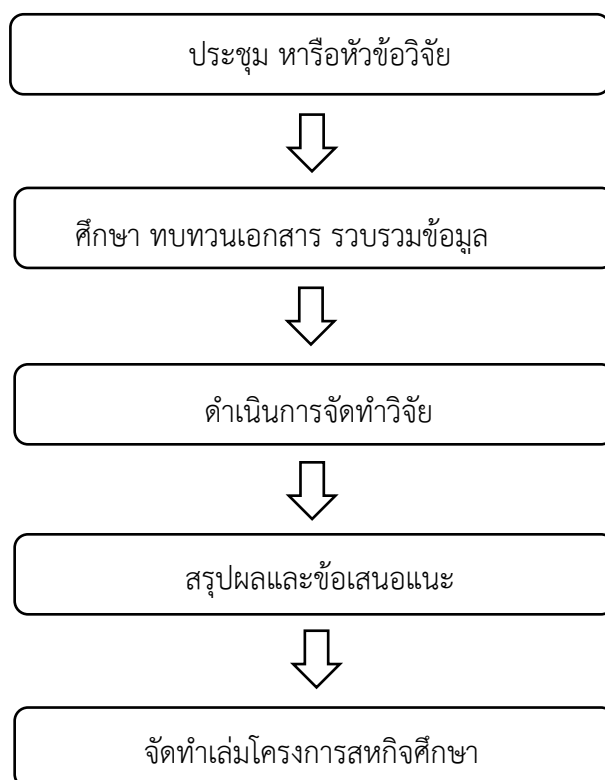 ประชุม หารือหัวข้อวิจัย
ศึกษา ทบทวนเอกสาร รวบรวมข้อมูล
ดำเนินการจัดทำวิจัย
สรุปผลและข้อเสนอแนะ
จัดทำเล่มโครงการสหกิจศึกษา